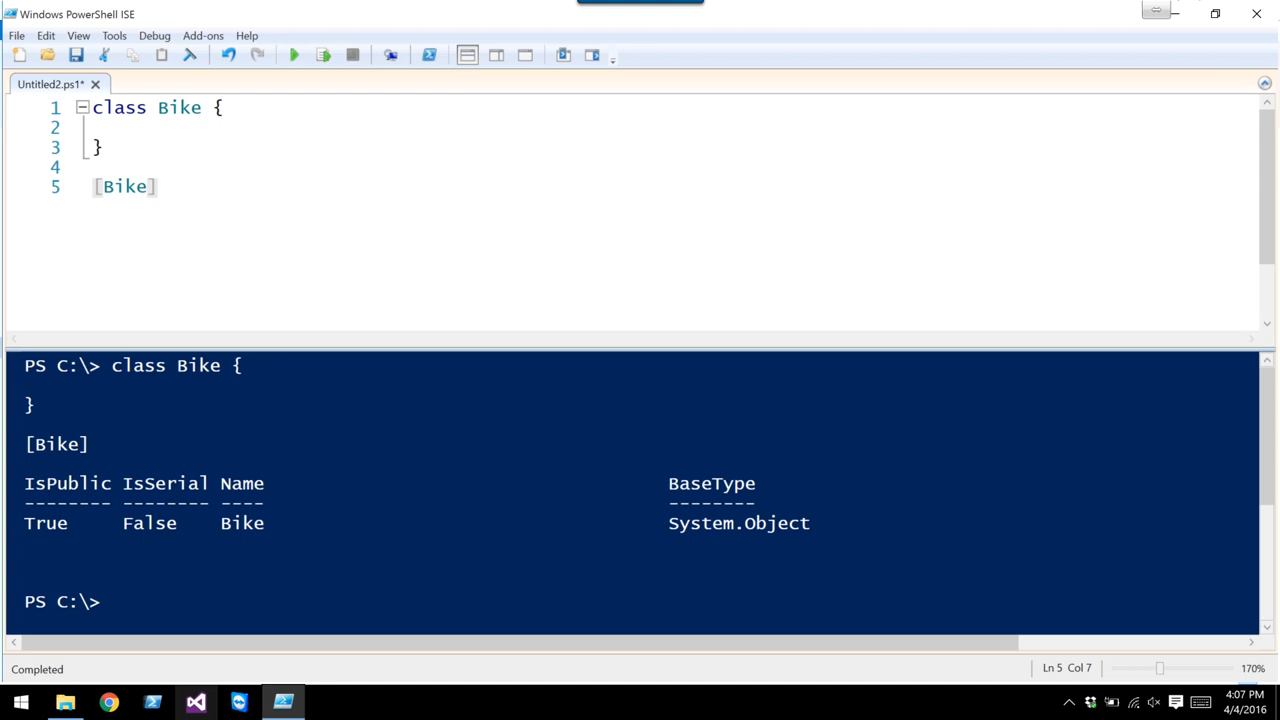 Windows PowerShell ISE
File Edit View Tools Debug Add-ons Help
Untitled2.ps1*
1 class Bike {
2
3 }
4
5 [Bike]
PS C:\> class Bike {
}
[Bike]
IsPublic IsSerial Name BaseType
-------- -------- ---- --------
True False Bike System.Object
PS C:\>
Completed
Ln 5 Col 7
170%
4:07 PM
4/4/2016